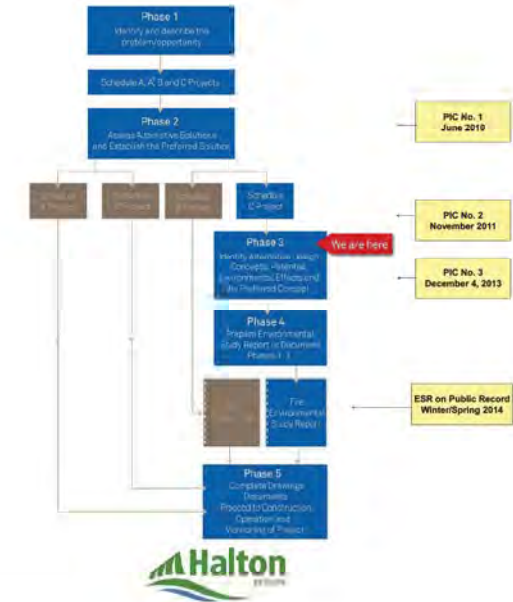 Phase 1
Identify and describe the
problem/opportunity
Schedule A, A+, B and C Projects
Phase 2
Assess Alternative Solutions
and Establish the Preferred Solution
Schedule
Schedule
Schedule
Schedule
'C' Project
Phase 3
Identify Alternative Design
Concepts, Potential
Environmental Effects and
the Preferred Concept
We are here
Phase 4
Prepare Environmental
Study Report to Document
Phases 1-3
File
Environmental
Study Report
Phase 5
Complete Drawings
Documents
Proceed to Construction,
Operation and
Monitoring of Project
PIC No. 1
June 2010
PIC No. 2
November 2011
PIC No. 3
December 4, 2013
ESR on Public Record
Winter/Spring 2014
Halton
REGION